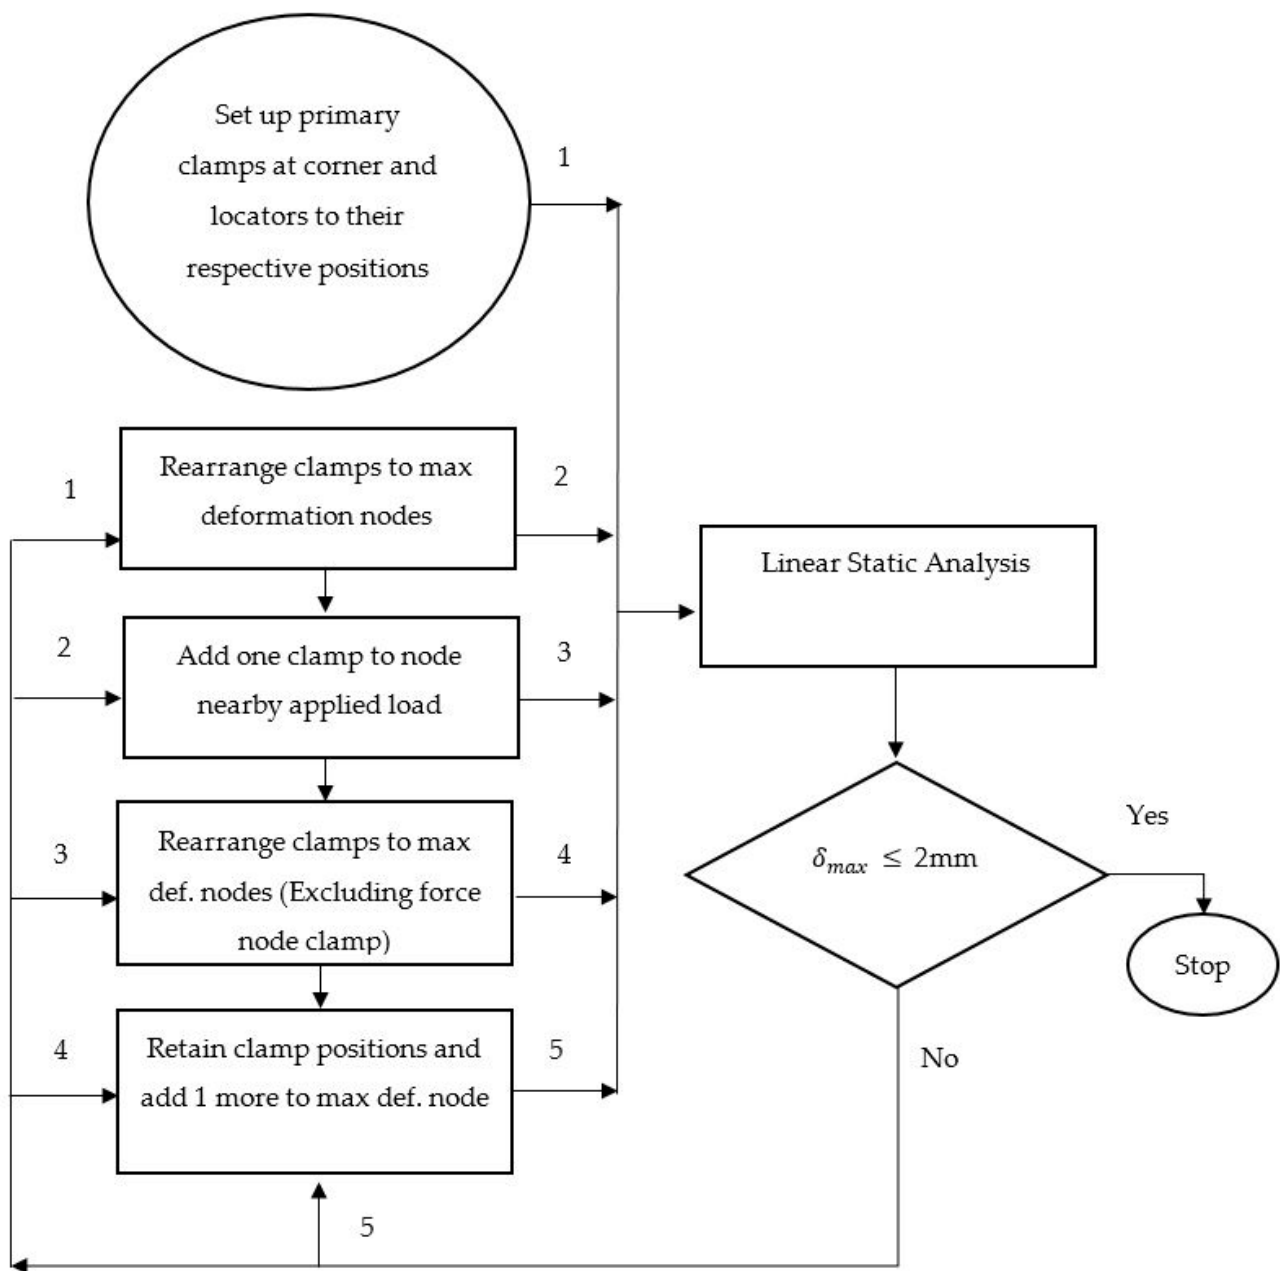 Set up primary
clamps at corner and
locators to their
respective positions
1
Rearrange clamps to max
deformation nodes
1
2
Linear Static Analysis
Add one clamp to node
nearby applied load
2
3
Rearrange clamps to max
def. nodes (Excluding force
node clamp)
3
4
δmax ≤ 2mm
Yes
Stop
Retain clamp positions and
add 1 more to max def. node
4
5
No
5